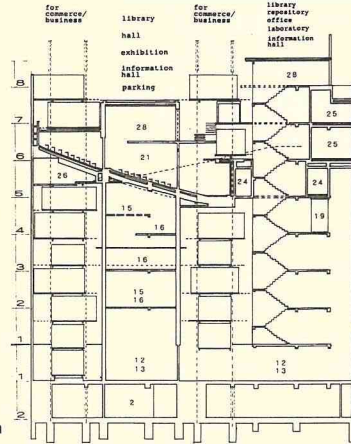 for
commerce/
business
library
hall
exhibition
information
hall
parking
for
commerce/
business
library
repository
office
laboratory
information
hall
28
8
28
25
7
21
25
6
26
24
24
5
15
19
16
4
16
3
15
16
2
12
13
12
13
1
2
2